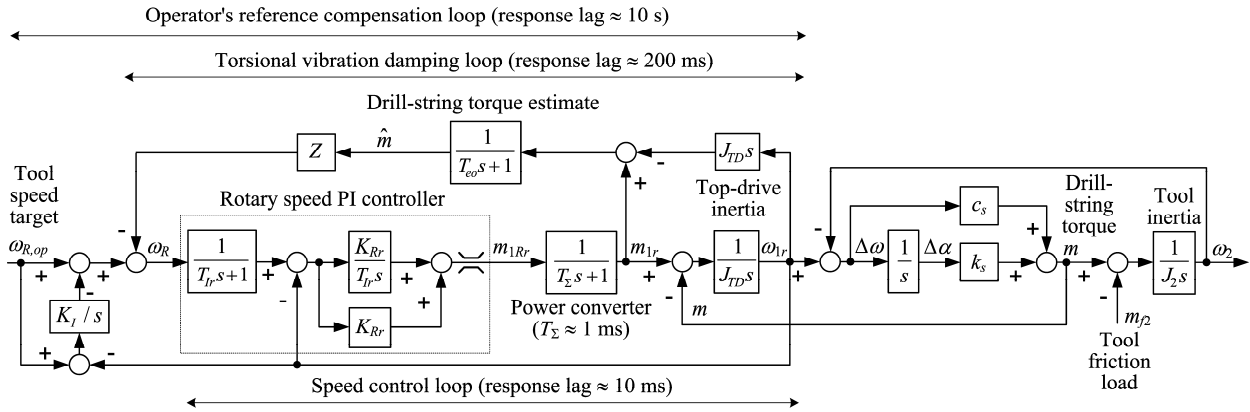 Operator's reference compensation loop (response lag ≈ 10 s)
Torsional vibration damping loop (response lag ≈ 200 ms)
Drill-string torque estimate
Z
m̂
1 / (T_eo s + 1)
-
+
J_TD s
Top-drive
inertia
Tool
speed
target
ω_R,op
Rotary speed PI controller
-
ω_R
+
+
-
K_I / s
+
-
1 / (T_Ir s + 1)
+
-
K_Rr / (T_Ir s)
K_Rr
+
+
m_1Rr
1 / (T_Σ s + 1)
Power converter
(T_Σ ≈ 1 ms)
m_1r
+
-
m
1 / (J_TD s)
ω_1r
+
-
Δω
1 / s
Δα
c_s
k_s
+
+
Drill-
string
torque
m
+
-
m_f2
Tool
friction
load
Tool
inertia
1 / (J_2 s)
ω_2
Speed control loop (response lag ≈ 10 ms)